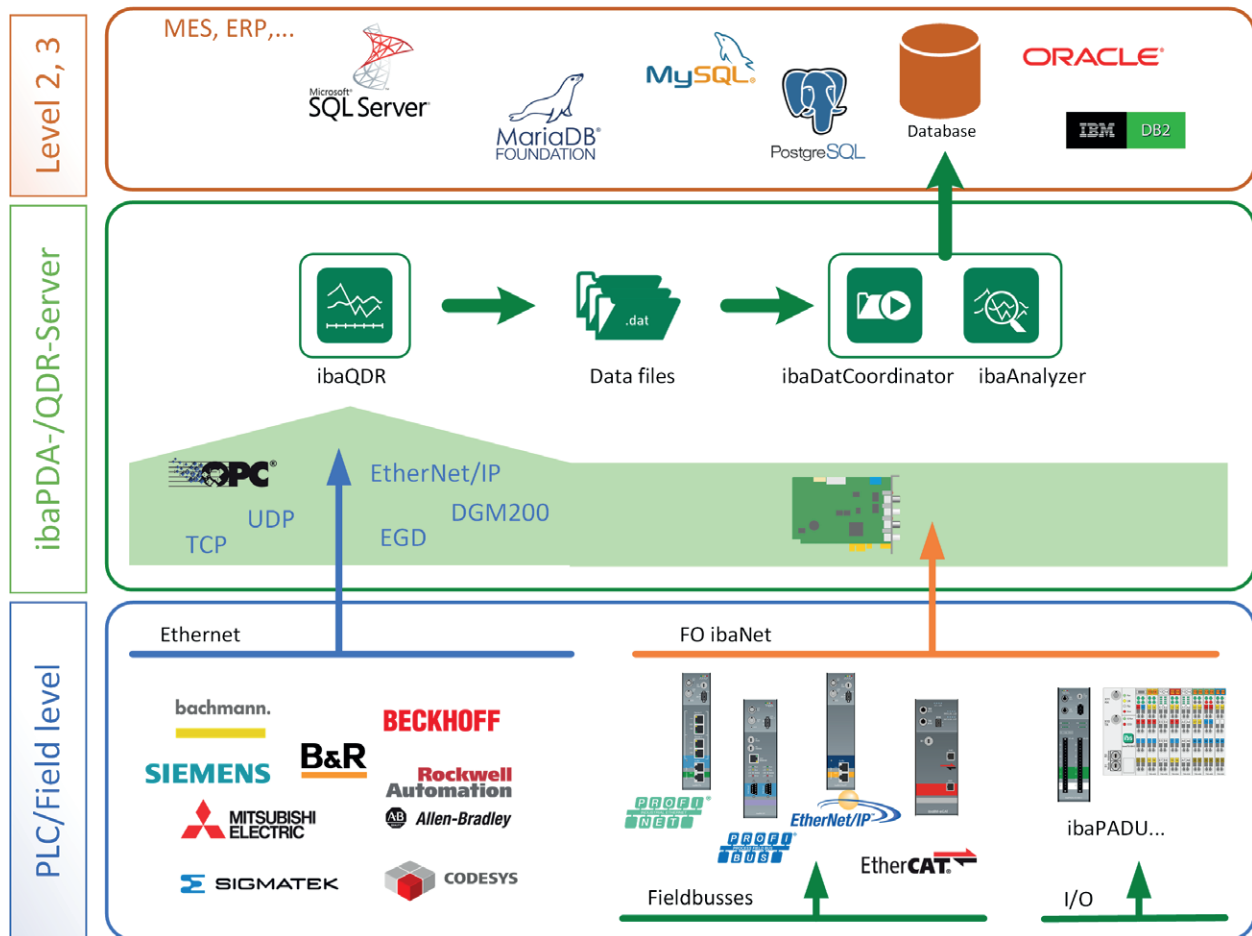 Level 2, 3
MES, ERP,...
Microsoft®
SQL Server®
MariaDB®
FOUNDATION
MySQL®
PostgreSQL
Database
ORACLE®
IBM
DB2
ibaPDA-/QDR-Server
ibaQDR
.dat
Data files
ibaDatCoordinator
ibaAnalyzer
OPC®
EtherNet/IP
UDP
DGM200
TCP
EGD
PLC/Field level
Ethernet
bachmann.
BECKHOFF
B&R
SIEMENS
Rockwell
Automation
MITSUBISHI
ELECTRIC
AB
Allen-Bradley
SIGMATEK
CODESYS
FO ibaNet
PROFI®
NET
PROFI®
BUS
EtherNet/IP
EtherCAT®
iba
ibaPADU...
Fieldbusses
I/O